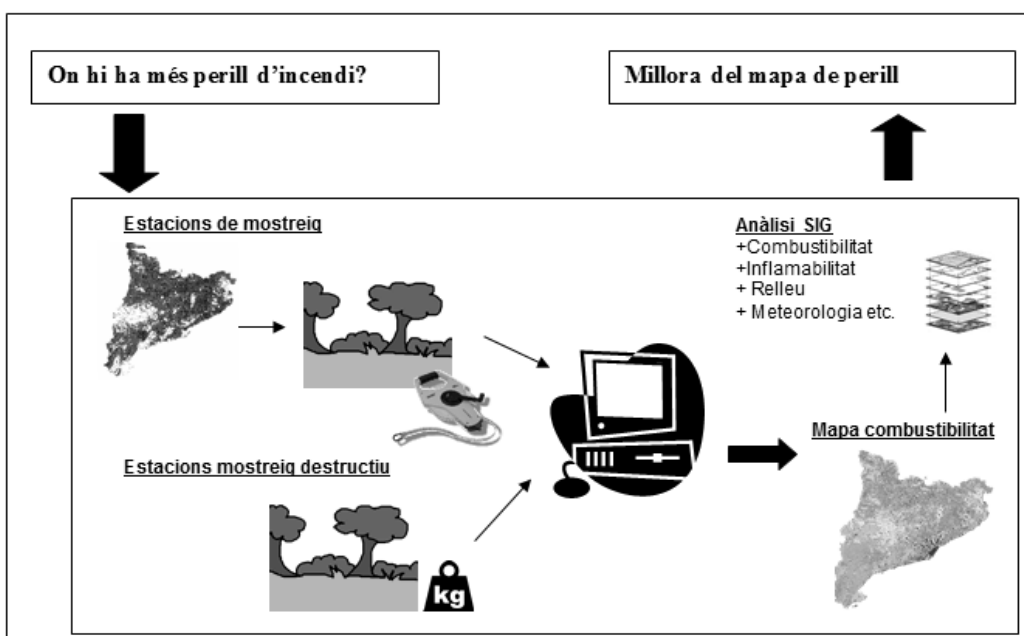 On hi ha més perill d'incendi?
Millora del mapa de perill
Estacions de mostreig
Anàlisi SIG
+Combustibilitat
+Inflamabilitat
+ Relleu
+ Meteorologia etc.
Mapa combustibilitat
Estacions mostreig destructiu
kg